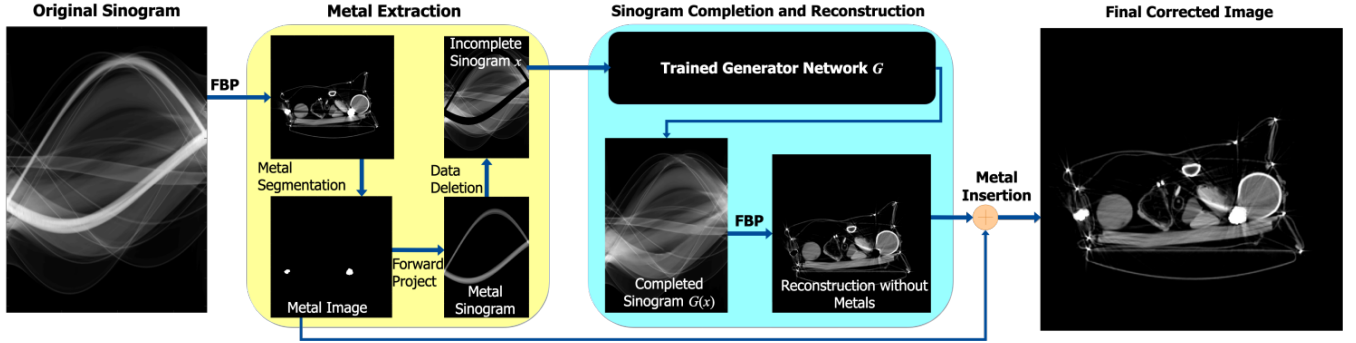 Original Sinogram
Metal Extraction
Sinogram Completion and Reconstruction
Final Corrected Image
FBP
Incomplete
Sinogram x
Trained Generator Network G
Metal
Segmentation
Data
Deletion
Forward
Project
Metal Image
Metal
Sinogram
FBP
Completed
Sinogram G(x)
Reconstruction without
Metals
Metal
Insertion